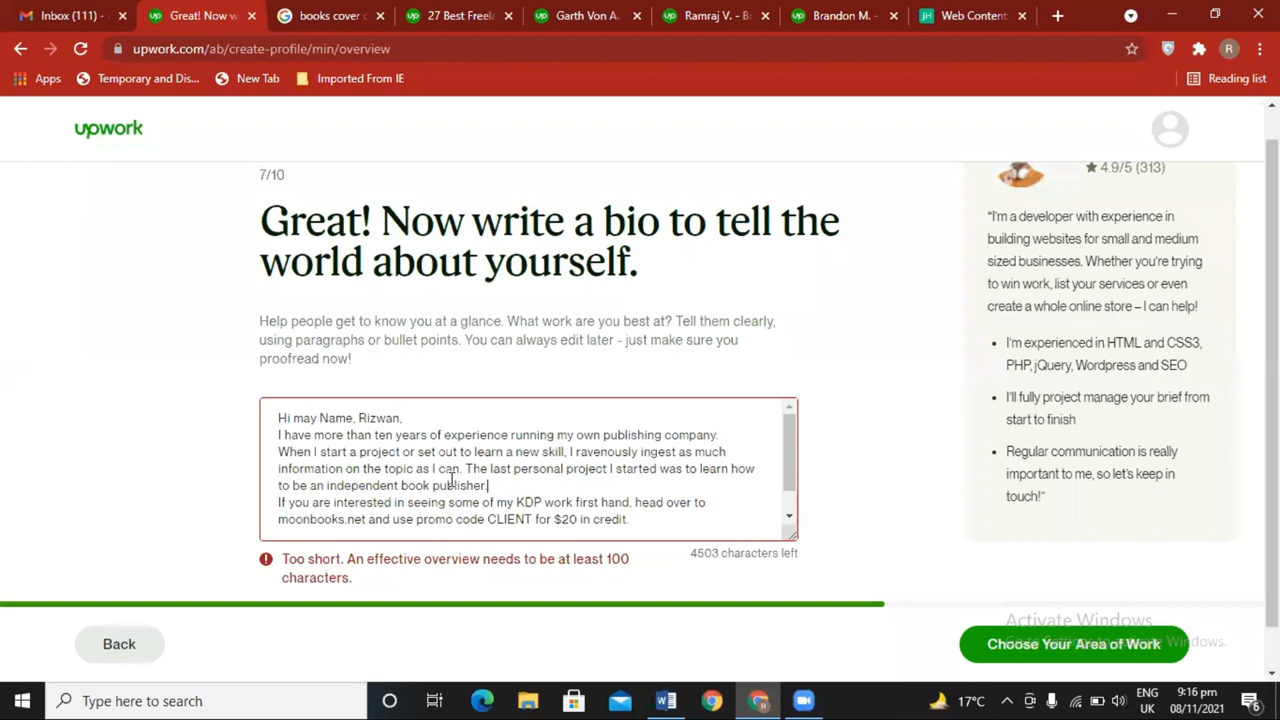 Inbox (111) -
Great! Now w
books cover c
27 Best Freel
Garth Von A.
Ramraj V. - Bo
Brandon M. -
JH Web Content
upwork.com/ab/create-profile/min/overview
R
Apps
Temporary and Dis...
New Tab
Imported From IE
Reading list
upwork
7/10
Great! Now write a bio to tell the
world about yourself.
Help people get to know you at a glance. What work are you best at? Tell them clearly,
using paragraphs or bullet points. You can always edit later - just make sure you
proofread now!
Hi may Name, Rizwan,
I have more than ten years of experience running my own publishing company.
When I start a project or set out to learn a new skill, I ravenously ingest as much
information on the topic as I can. The last personal project I started was to learn how
to be an independent book publisher.
If you are interested in seeing some of my KDP work first hand, head over to
moonbooks.net and use promo code CLIENT for $20 in credit.
Too short. An effective overview needs to be at least 100
characters.
4503 characters left
★ 4.9/5 (313)
“I'm a developer with experience in
building websites for small and medium
sized businesses. Whether you're trying
to win work, list your services or even
create a whole online store – I can help!
• I'm experienced in HTML and CSS3,
PHP, jQuery, Wordpress and SEO
• I'll fully project manage your brief from
start to finish
• Regular communication is really
important to me, so let's keep in
touch!”
Back
Choose Your Area of Work
Activate Windows
Go to Settings to activate Windows.
Type here to search
17°C
ENG
UK
9:16 pm
08/11/2021
6